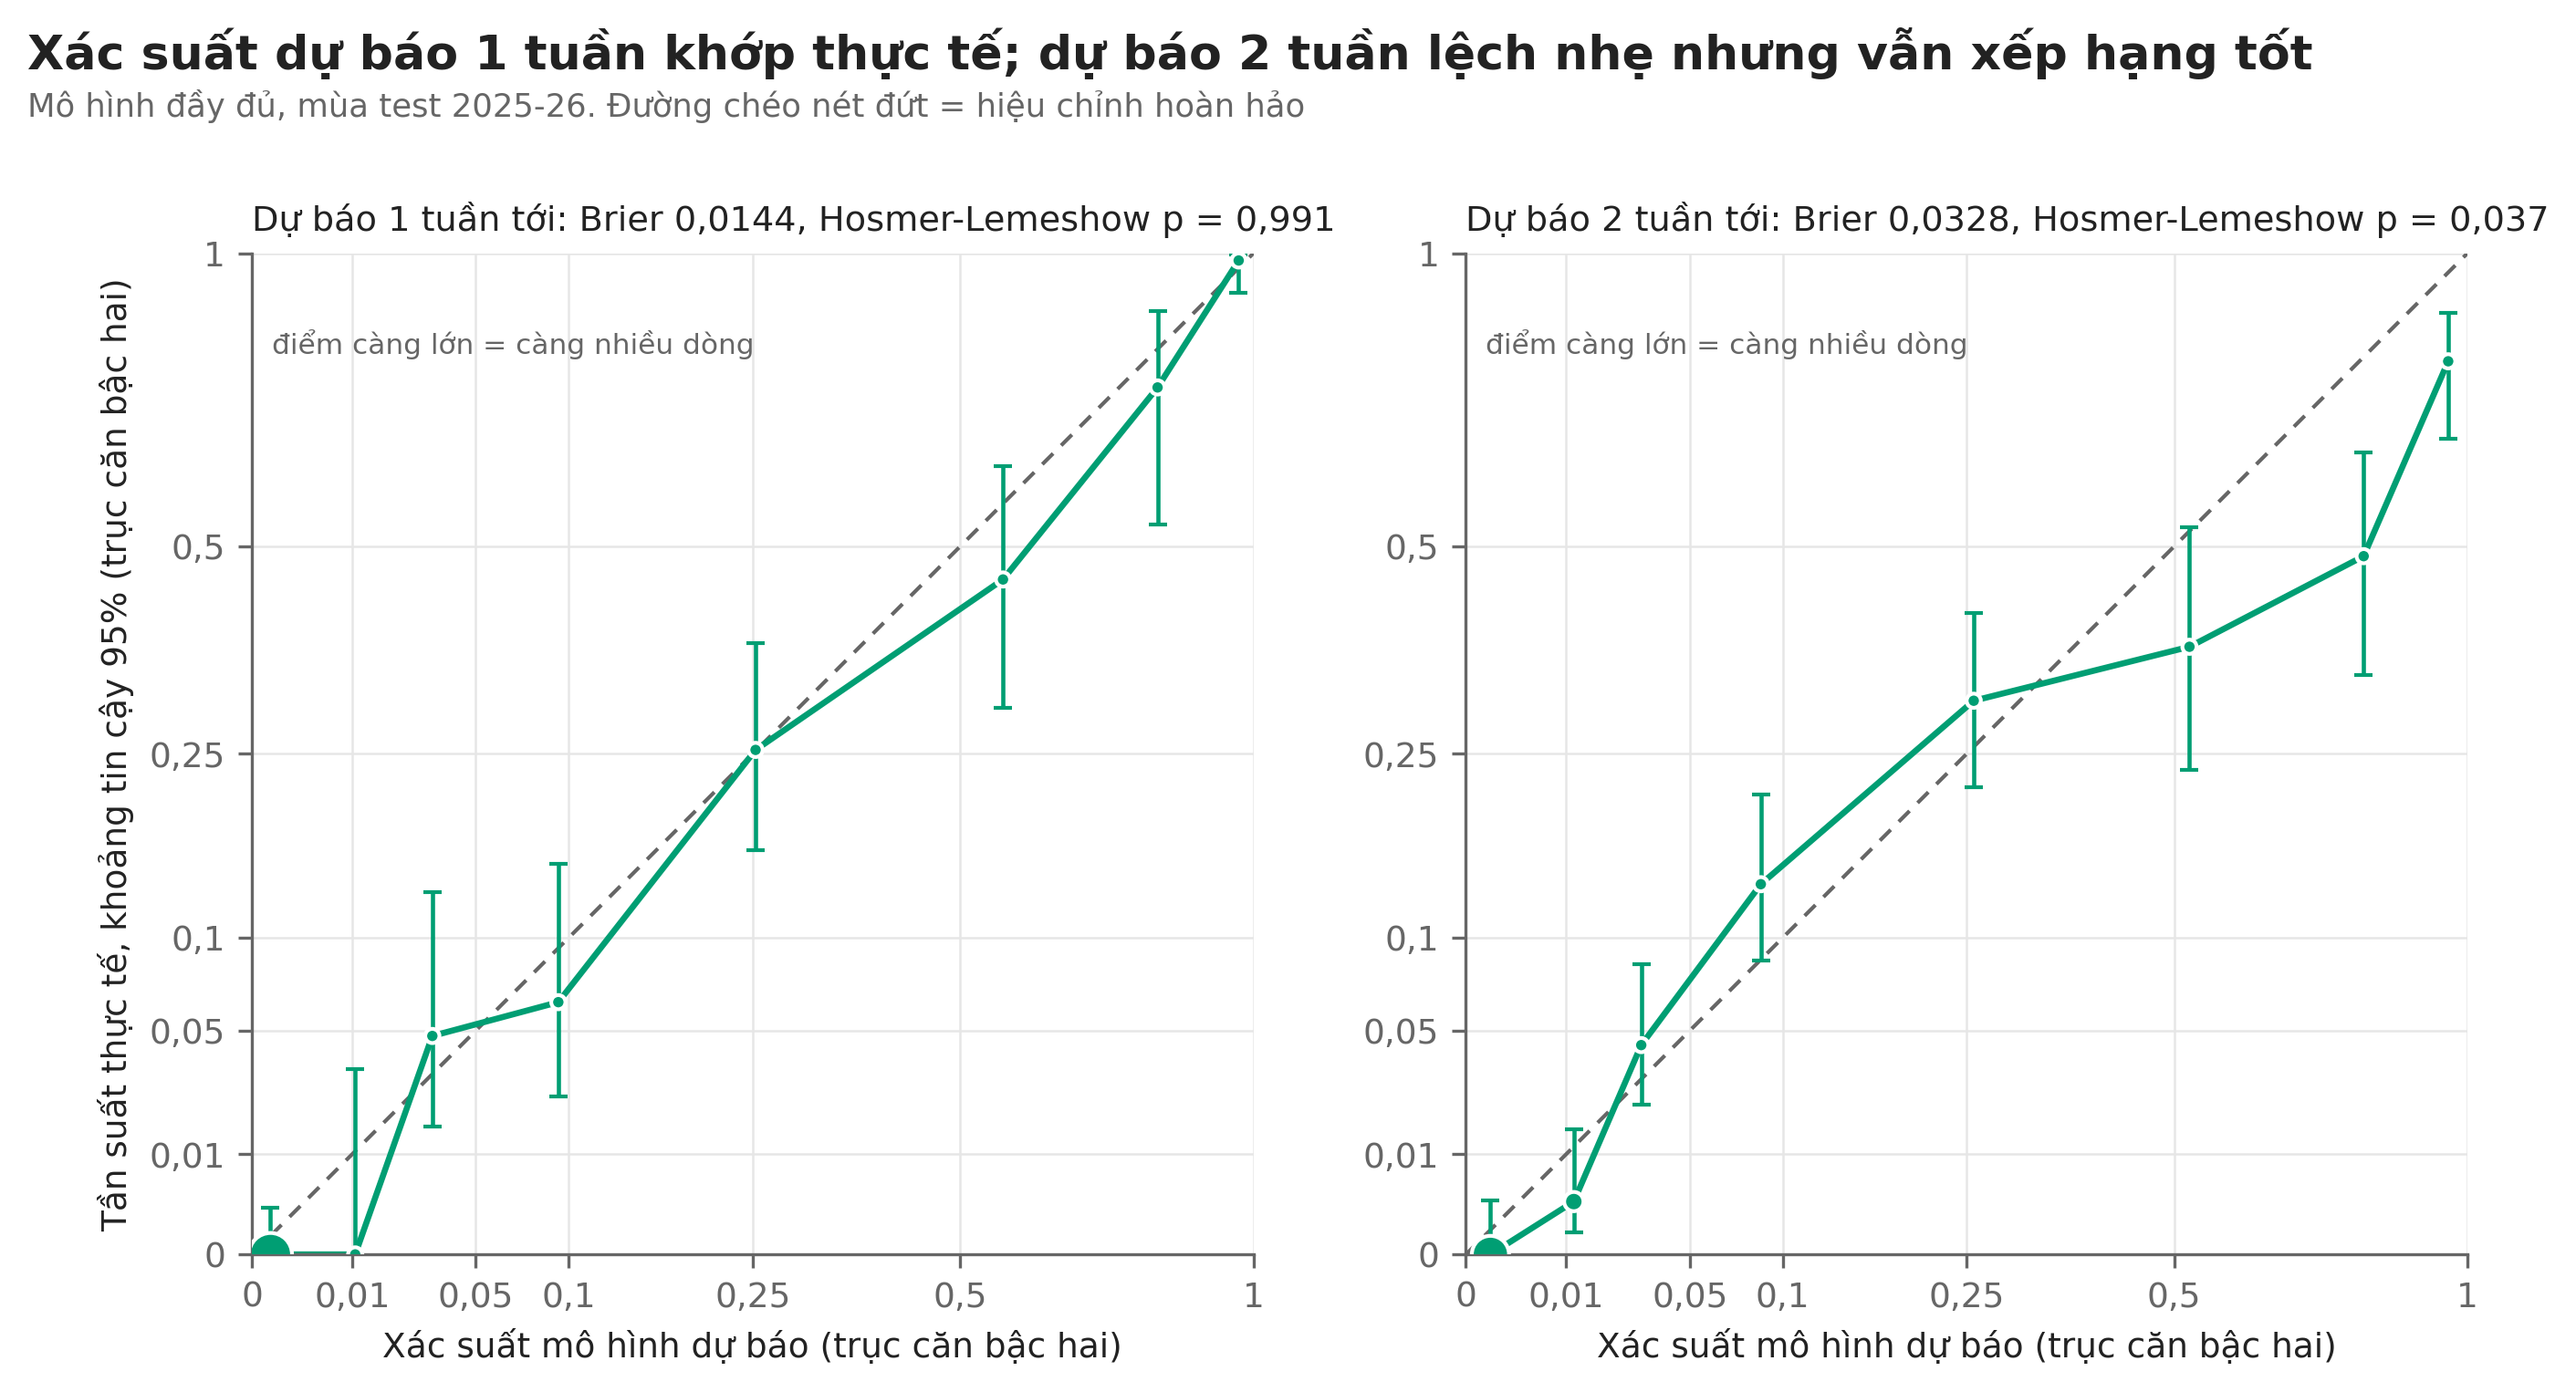 Xác suất dự báo 1 tuần khớp thực tế; dự báo 2 tuần lệch nhẹ nhưng vẫn xếp hạng tốt
Mô hình đầy đủ, mùa test 2025-26. Đường chéo nét đứt = hiệu chỉnh hoàn hảo
Dự báo 1 tuần tới: Brier 0,0144, Hosmer-Lemeshow p = 0,991
điểm càng lớn = càng nhiều dòng
Tần suất thực tế, khoảng tin cậy 95% (trục căn bậc hai)
1
0,5
0,25
0,1
0,05
0,01
0
0 0,01 0,05 0,1 0,25 0,5 1
Xác suất mô hình dự báo (trục căn bậc hai)
Dự báo 2 tuần tới: Brier 0,0328, Hosmer-Lemeshow p = 0,037
điểm càng lớn = càng nhiều dòng
1
0,5
0,25
0,1
0,05
0,01
0
0 0,01 0,05 0,1 0,25 0,5 1
Xác suất mô hình dự báo (trục căn bậc hai)